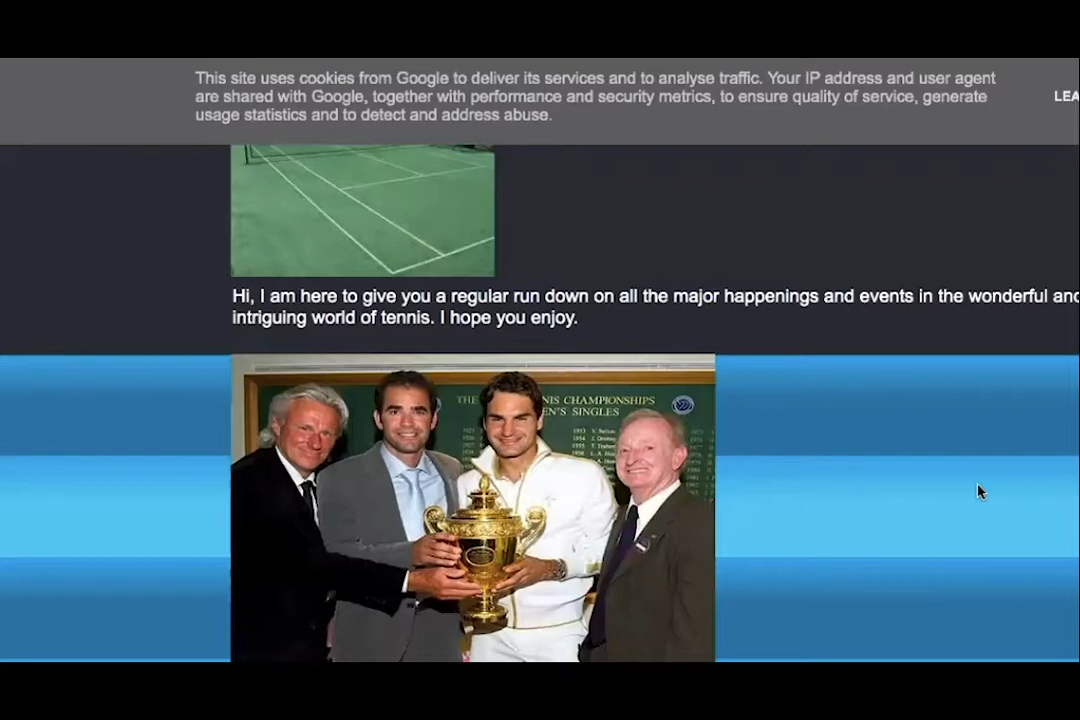 This site uses cookies from Google to deliver its services and to analyse traffic. Your IP address and user agent
are shared with Google, together with performance and security metrics, to ensure quality of service, generate
usage statistics and to detect and address abuse.
LEA
Hi, I am here to give you a regular run down on all the major happenings and events in the wonderful and
intriguing world of tennis. I hope you enjoy.
THE
NIS CHAMPIONSHIPS
EN'S SINGLES